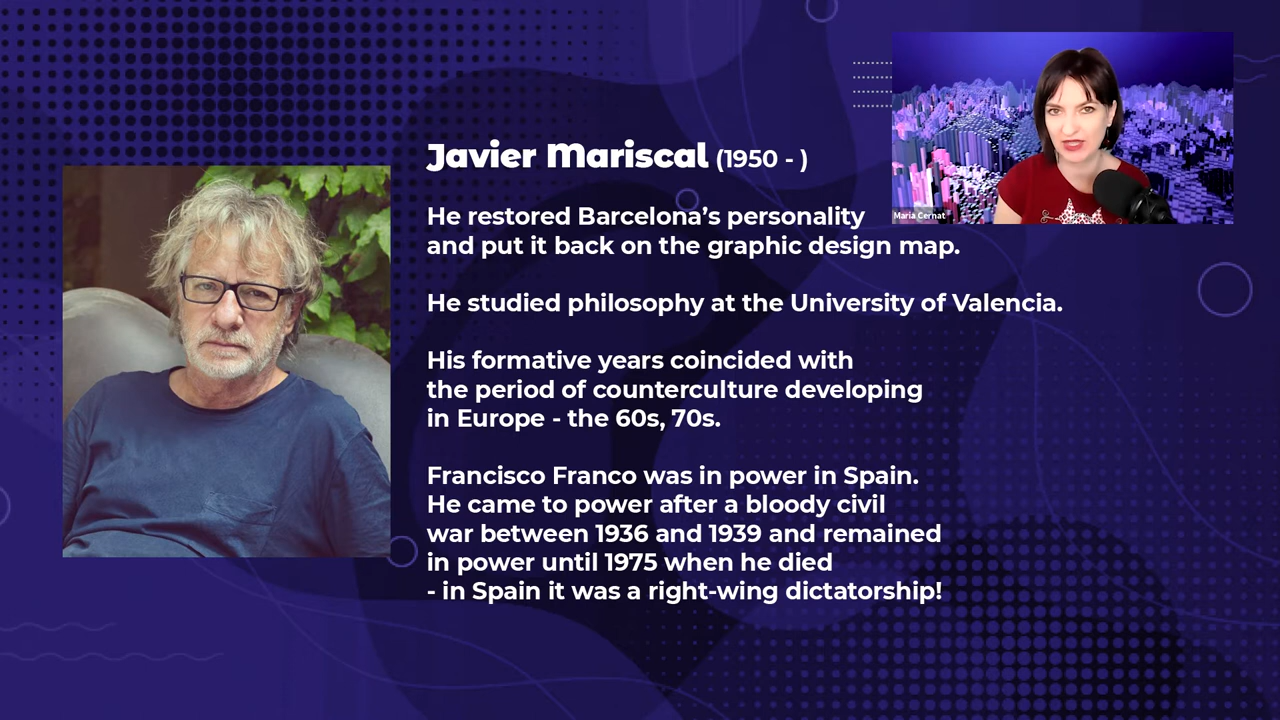 Javier Mariscal (1950 - )
He restored Barcelona’s personality
and put it back on the graphic design map.
He studied philosophy at the University of Valencia.
His formative years coincided with
the period of counterculture developing
in Europe - the 60s, 70s.
Francisco Franco was in power in Spain.
He came to power after a bloody civil
war between 1936 and 1939 and remained
in power until 1975 when he died
- in Spain it was a right-wing dictatorship!
Maria Cernat